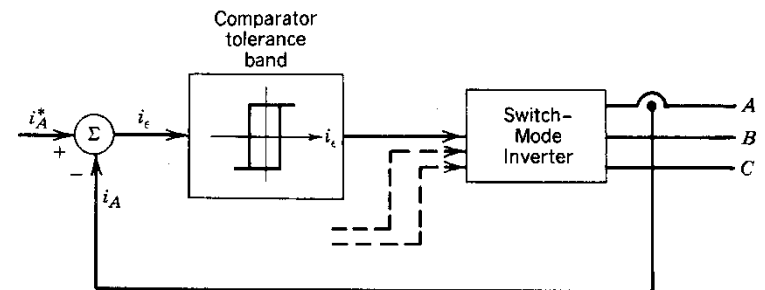 Comparator
tolerance
band
i*A
+
Σ
iε
−
iA
iε
Switch-
Mode
Inverter
A
B
C